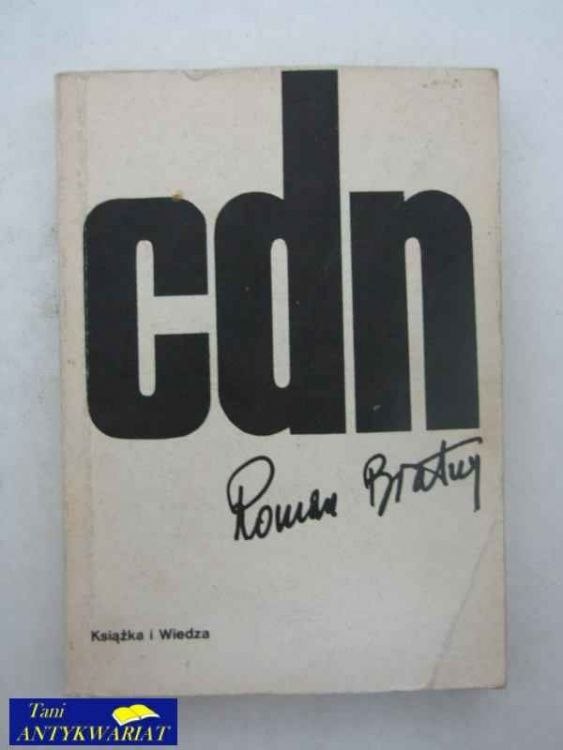 cdn
Roman Bratny
Książka i Wiedza
Tani
ANTYKWARIAT